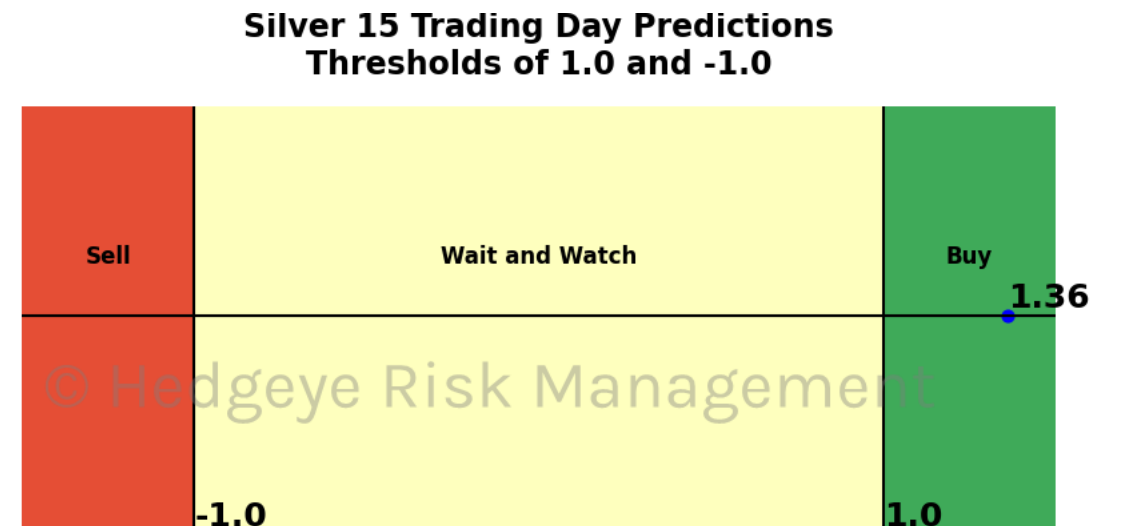 Silver 15 Trading Day Predictions
Thresholds of 1.0 and -1.0
Sell
Wait and Watch
Buy
1.36
© Hedgeye Risk Management
-1.0
1.0